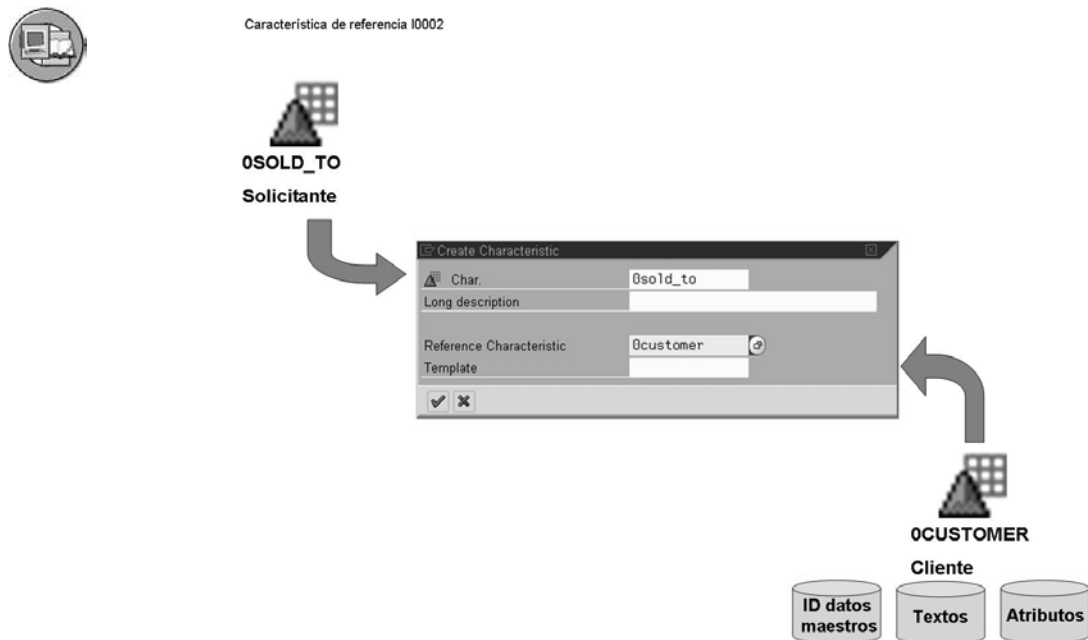 Característica de referencia I0002
0SOLD_TO
Solicitante
Create Characteristic
Char. 0sold_to
Long description
Reference Characteristic 0customer
Template
0CUSTOMER
Cliente
ID datos
maestros
Textos
Atributos